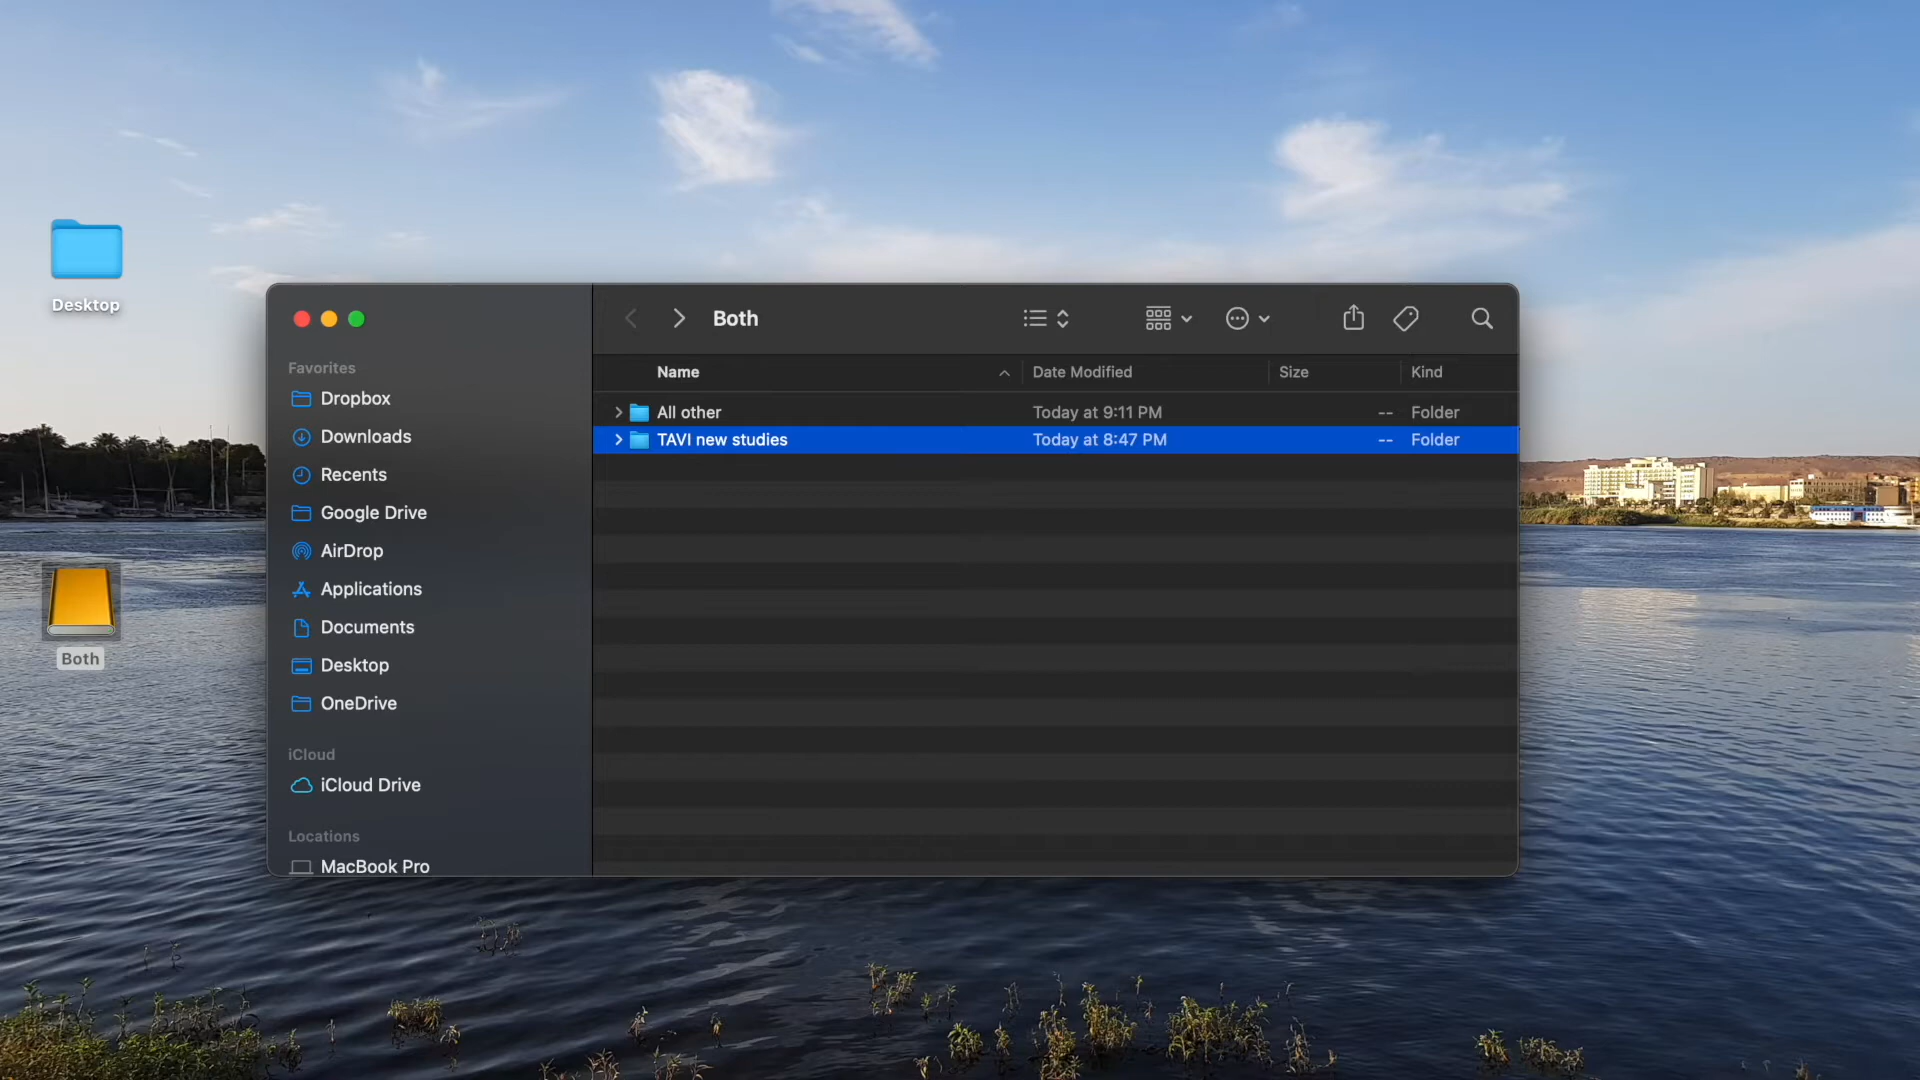 Desktop
Both
Both
Favorites
Dropbox
Downloads
Recents
Google Drive
AirDrop
Applications
Documents
Desktop
OneDrive
iCloud
iCloud Drive
Locations
MacBook Pro
Name Date Modified Size Kind
All other Today at 9:11 PM -- Folder
TAVI new studies Today at 8:47 PM -- Folder